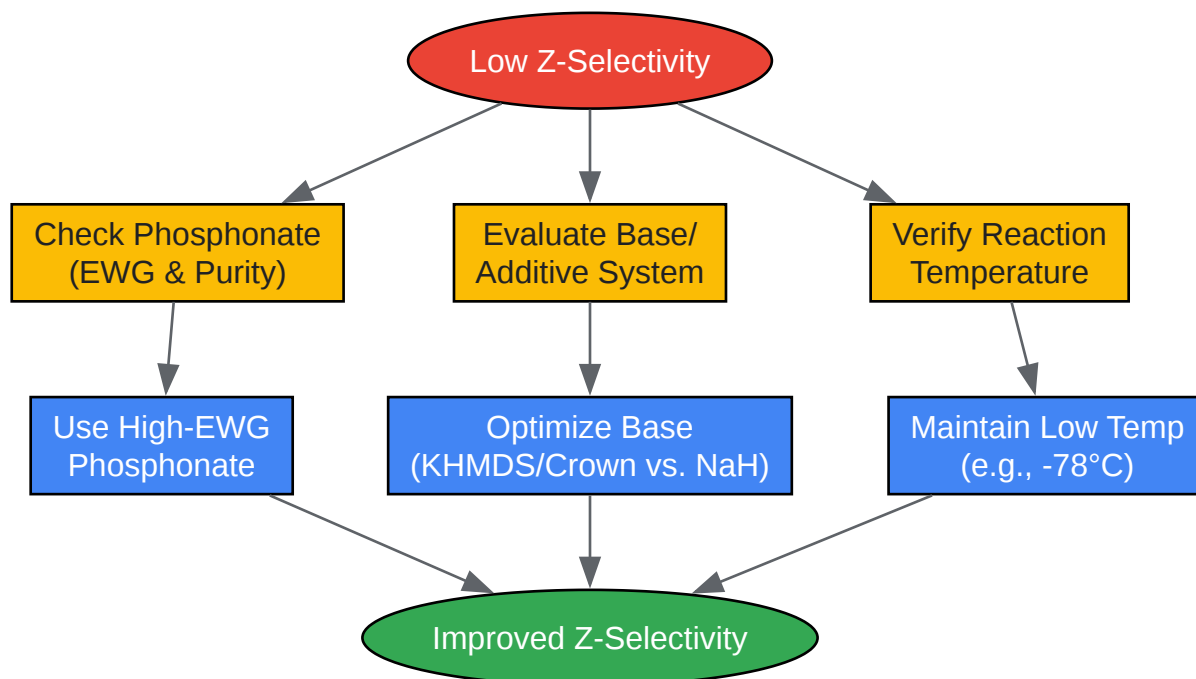 Low Z-Selectivity
Check Phosphonate
(EWG & Purity)
Evaluate Base/
Additive System
Verify Reaction
Temperature
Use High-EWG
Phosphonate
Optimize Base
(KHMDS/Crown vs. NaH)
Maintain Low Temp
(e.g., -78°C)
Improved Z-Selectivity